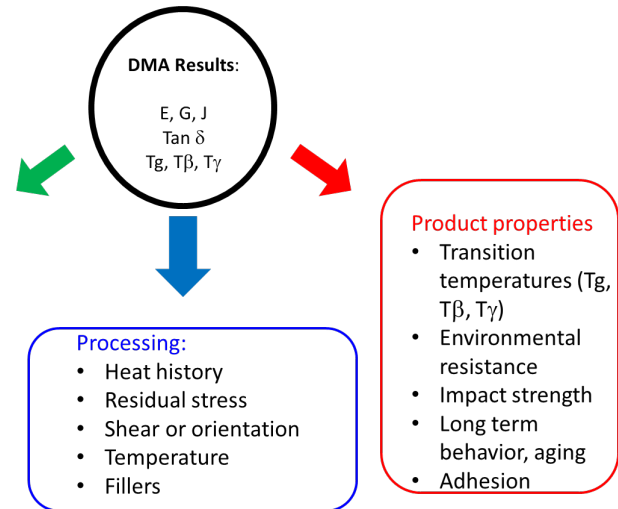 DMA Results:
E, G, J
Tan δ
Tg, Tβ, Tγ
Product properties
• Transition
temperatures (Tg,
Tβ, Tγ)
• Environmental
resistance
• Impact strength
• Long term
behavior, aging
• Adhesion
Processing:
• Heat history
• Residual stress
• Shear or orientation
• Temperature
• Fillers